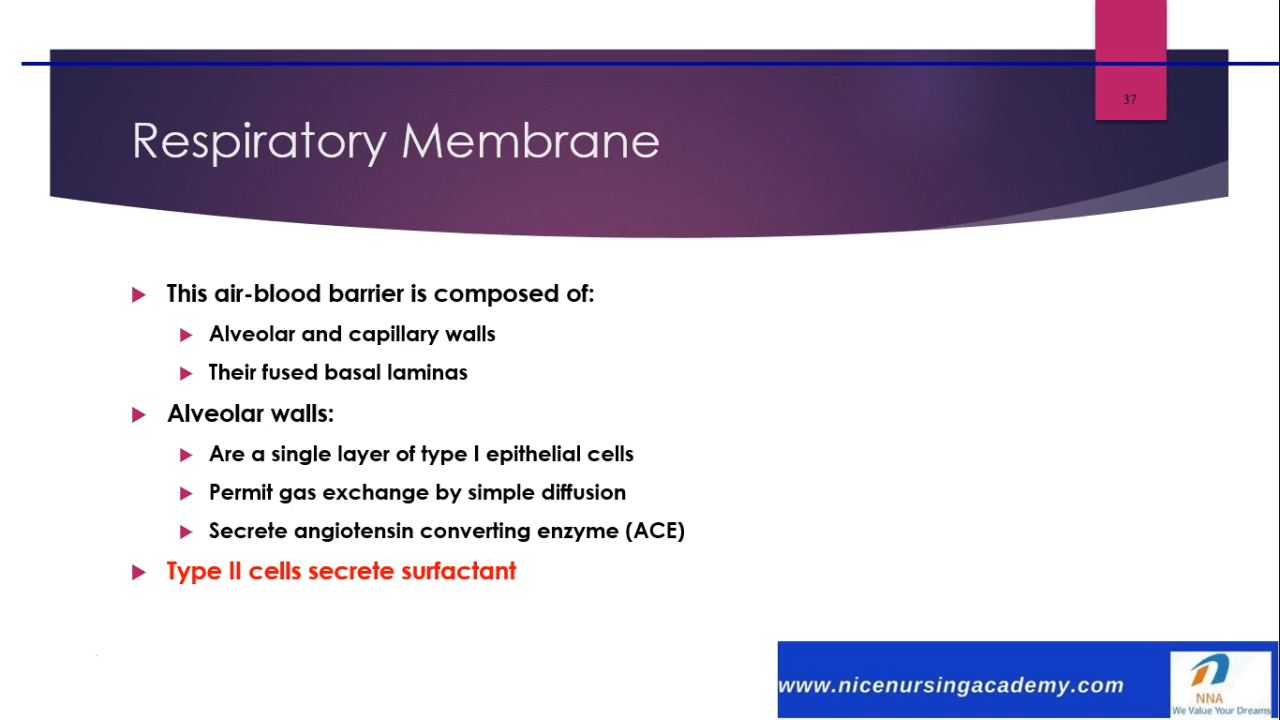 37
Respiratory Membrane
This air-blood barrier is composed of:
Alveolar and capillary walls
Their fused basal laminas
Alveolar walls:
Are a single layer of type I epithelial cells
Permit gas exchange by simple diffusion
Secrete angiotensin converting enzyme (ACE)
Type II cells secrete surfactant
www.nicenursingacademy.com
NNA
We Value Your Dreams